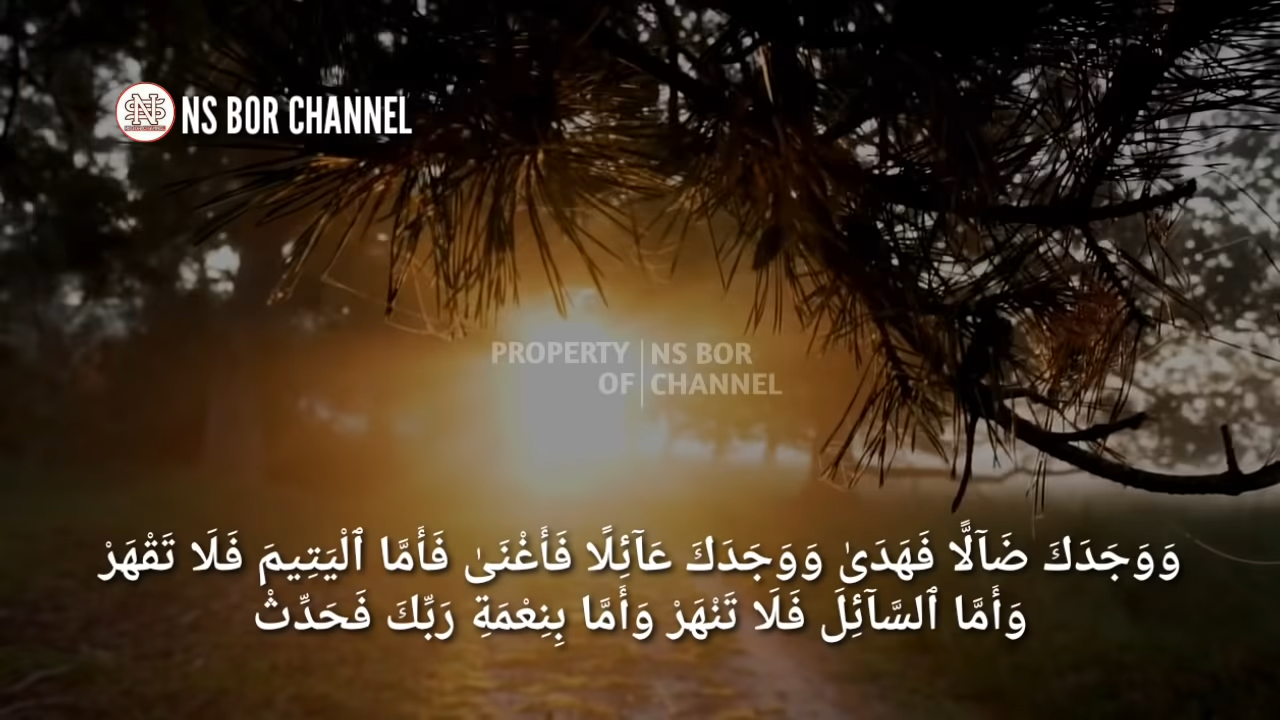 NS BOR CHANNEL
PROPERTY OF
NS BOR CHANNEL
وَوَجَدَكَ ضَآلًّا فَهَدَىٰ وَوَجَدَكَ عَآئِلًا فَأَغْنَىٰ فَأَمَّا ٱلْيَتِيمَ فَلَا تَقْهَرْ
وَأَمَّا ٱلسَّآئِلَ فَلَا تَنْهَرْ وَأَمَّا بِنِعْمَةِ رَبِّكَ فَحَدِّثْ